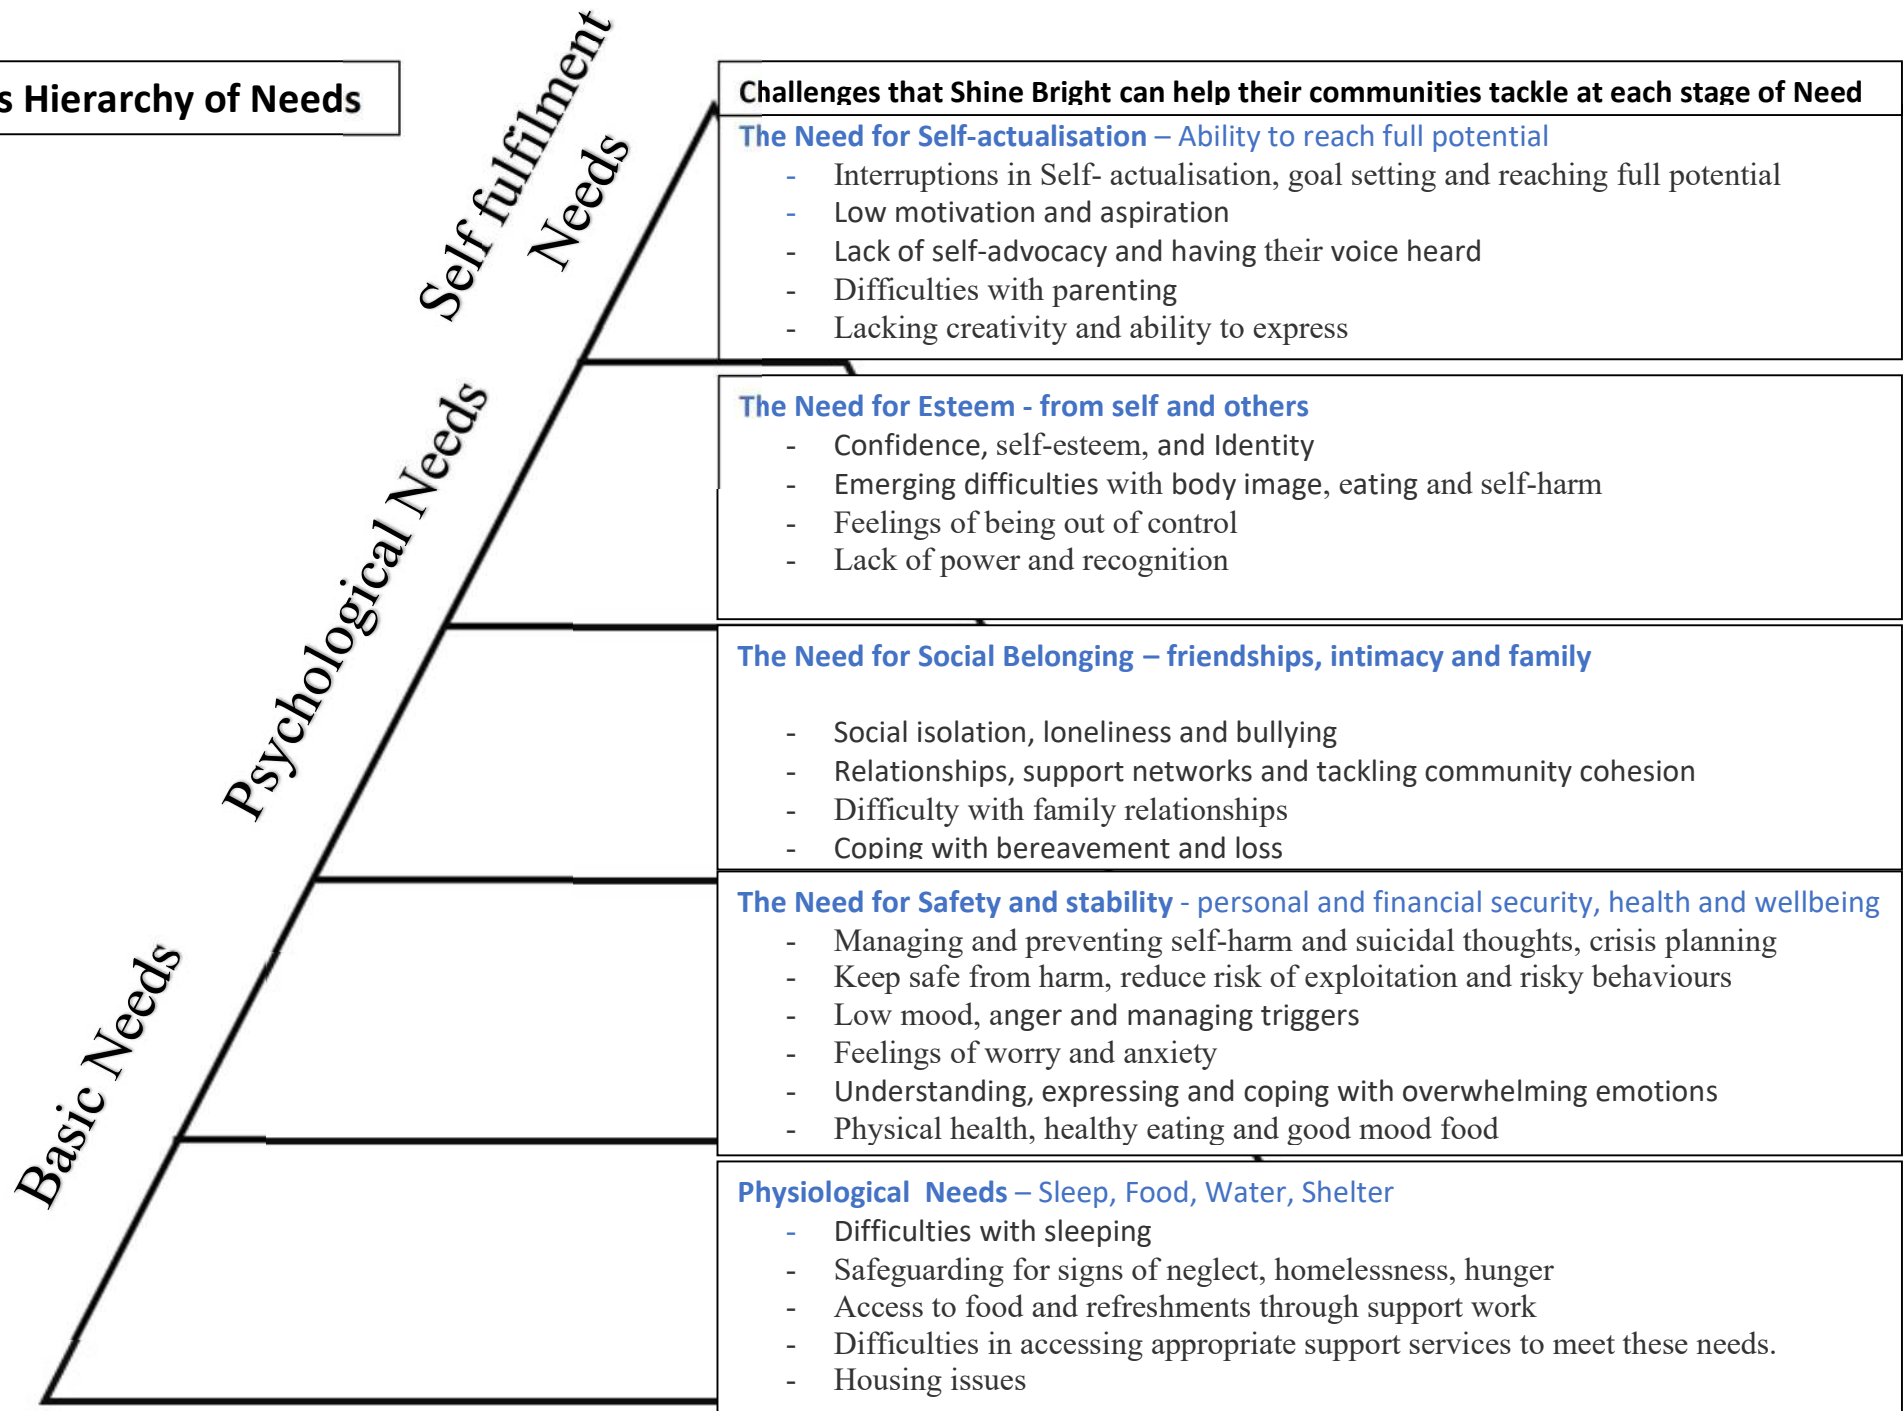 s Hierarchy of Needs
Self fulfilment
Needs
Psychological Needs
Basic Needs
Challenges that Shine Bright can help their communities tackle at each stage of Need
The Need for Self-actualisation – Ability to reach full potential
- Interruptions in Self- actualisation, goal setting and reaching full potential
- Low motivation and aspiration
- Lack of self-advocacy and having their voice heard
- Difficulties with parenting
- Lacking creativity and ability to express
The Need for Esteem - from self and others
- Confidence, self-esteem, and Identity
- Emerging difficulties with body image, eating and self-harm
- Feelings of being out of control
- Lack of power and recognition
The Need for Social Belonging – friendships, intimacy and family
- Social isolation, loneliness and bullying
- Relationships, support networks and tackling community cohesion
- Difficulty with family relationships
- Coping with bereavement and loss
The Need for Safety and stability - personal and financial security, health and wellbeing
- Managing and preventing self-harm and suicidal thoughts, crisis planning
- Keep safe from harm, reduce risk of exploitation and risky behaviours
- Low mood, anger and managing triggers
- Feelings of worry and anxiety
- Understanding, expressing and coping with overwhelming emotions
- Physical health, healthy eating and good mood food
Physiological Needs – Sleep, Food, Water, Shelter
- Difficulties with sleeping
- Safeguarding for signs of neglect, homelessness, hunger
- Access to food and refreshments through support work
- Difficulties in accessing appropriate support services to meet these needs.
- Housing issues